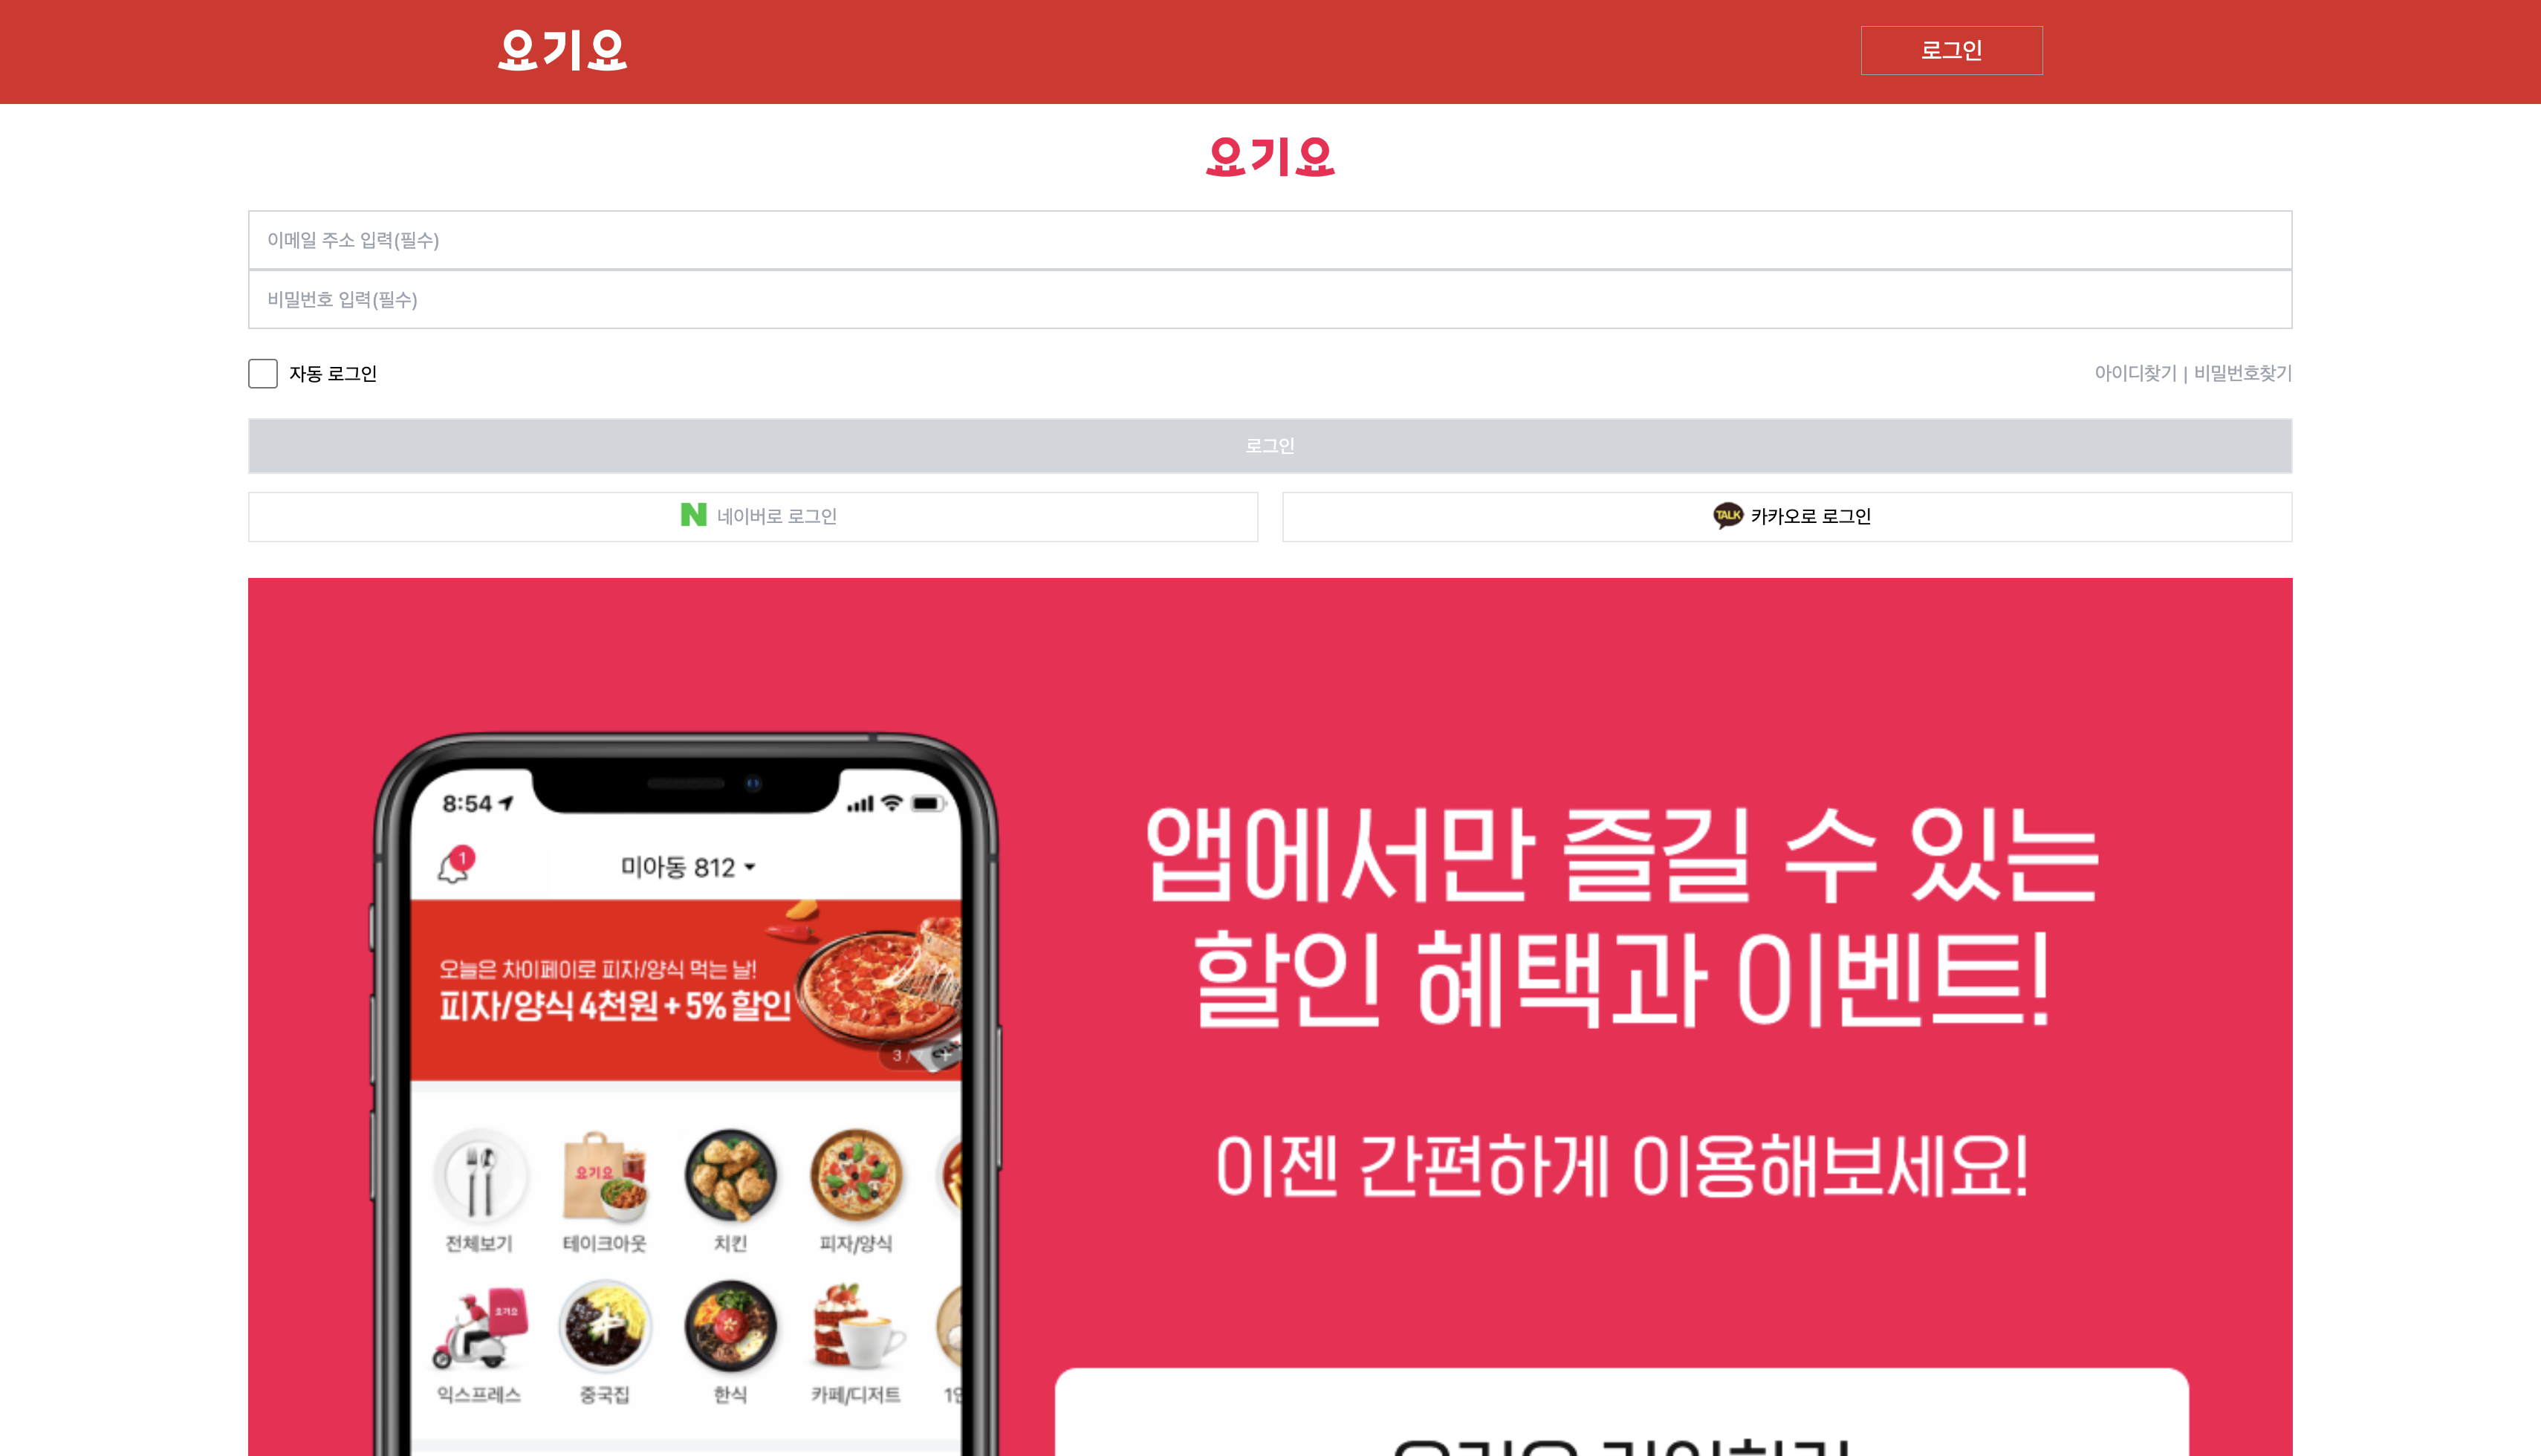 요기요
로그인
요기요
이메일 주소 입력(필수)
비밀번호 입력(필수)
자동 로그인
아이디찾기 | 비밀번호찾기
로그인
N 네이버로 로그인
TALK 카카오로 로그인
8:54
1
미아동 812
오늘은 차이페이로 피자/양식 먹는 날!
피자/양식 4천원 + 5% 할인
3 /
요기요
전체보기
테이크아웃
치킨
피자/양식
요기요
익스프레스
중국집
한식
카페/디저트
앱에서만 즐길 수 있는
할인 혜택과 이벤트!
이젠 간편하게 이용해보세요!